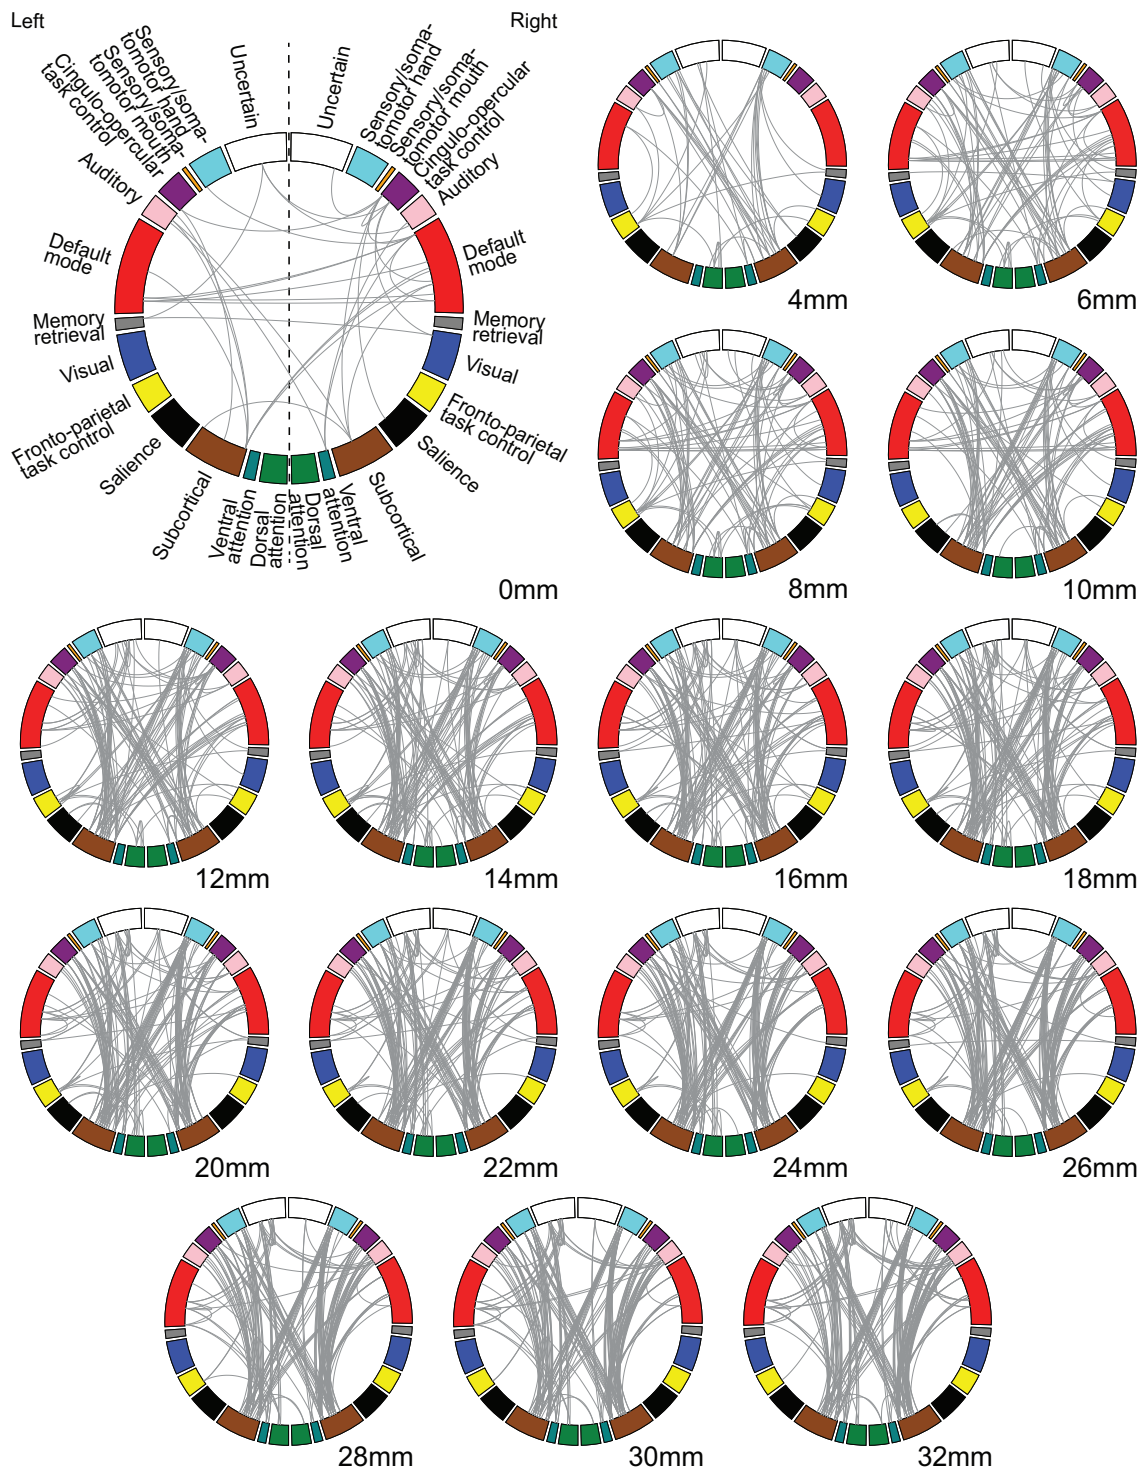 Left
Right
Uncertain
Sensory/soma-
tomotor hand
Sensory/soma-
tomotor mouth
Cingulo-opercular
task control
Auditory
Default
mode
Memory
retrieval
Visual
Fronto-parietal
task control
Salience
Subcortical
Ventral
attention
Dorsal
attention
Uncertain
Sensory/soma-
tomotor hand
Sensory/soma-
tomotor mouth
Cingulo-opercular
task control
Auditory
Default
mode
Memory
retrieval
Visual
Fronto-parietal
task control
Salience
Subcortical
Ventral
attention
Dorsal
attention
0mm
4mm
6mm
8mm
10mm
12mm
14mm
16mm
18mm
20mm
22mm
24mm
26mm
28mm
30mm
32mm